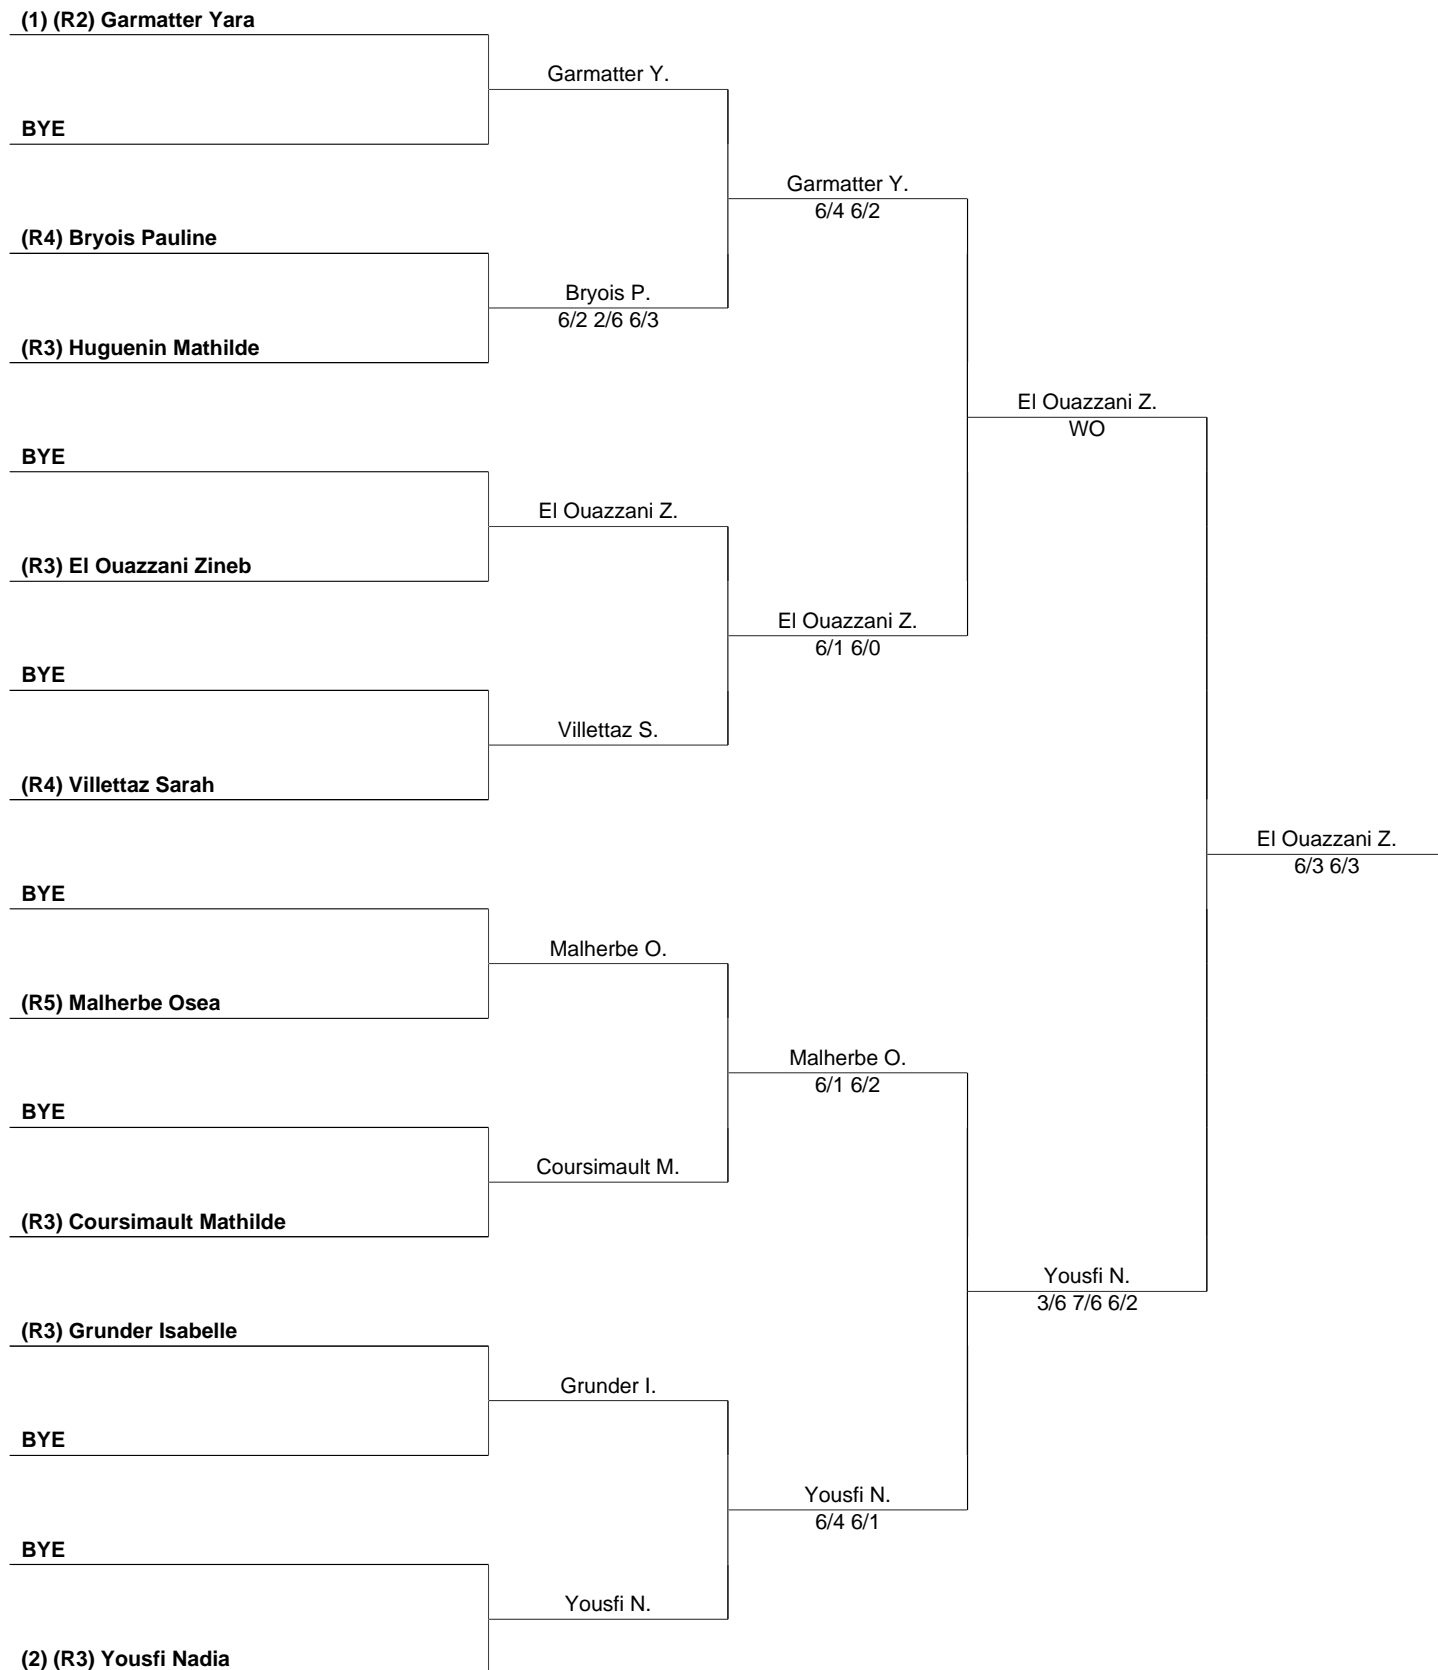 (1) (R2) Garmatter Yara
Garmatter Y.
BYE
Garmatter Y.
6/4 6/2
(R4) Bryois Pauline
Bryois P.
6/2 2/6 6/3
(R3) Huguenin Mathilde
El Ouazzani Z.
WO
BYE
El Ouazzani Z.
(R3) El Ouazzani Zineb
El Ouazzani Z.
6/1 6/0
BYE
Villettaz S.
(R4) Villettaz Sarah
El Ouazzani Z.
6/3 6/3
BYE
Malherbe O.
(R5) Malherbe Osea
Malherbe O.
6/1 6/2
BYE
Coursimault M.
(R3) Coursimault Mathilde
Yousfi N.
3/6 7/6 6/2
(R3) Grunder Isabelle
Grunder I.
BYE
Yousfi N.
6/4 6/1
BYE
Yousfi N.
(2) (R3) Yousfi Nadia